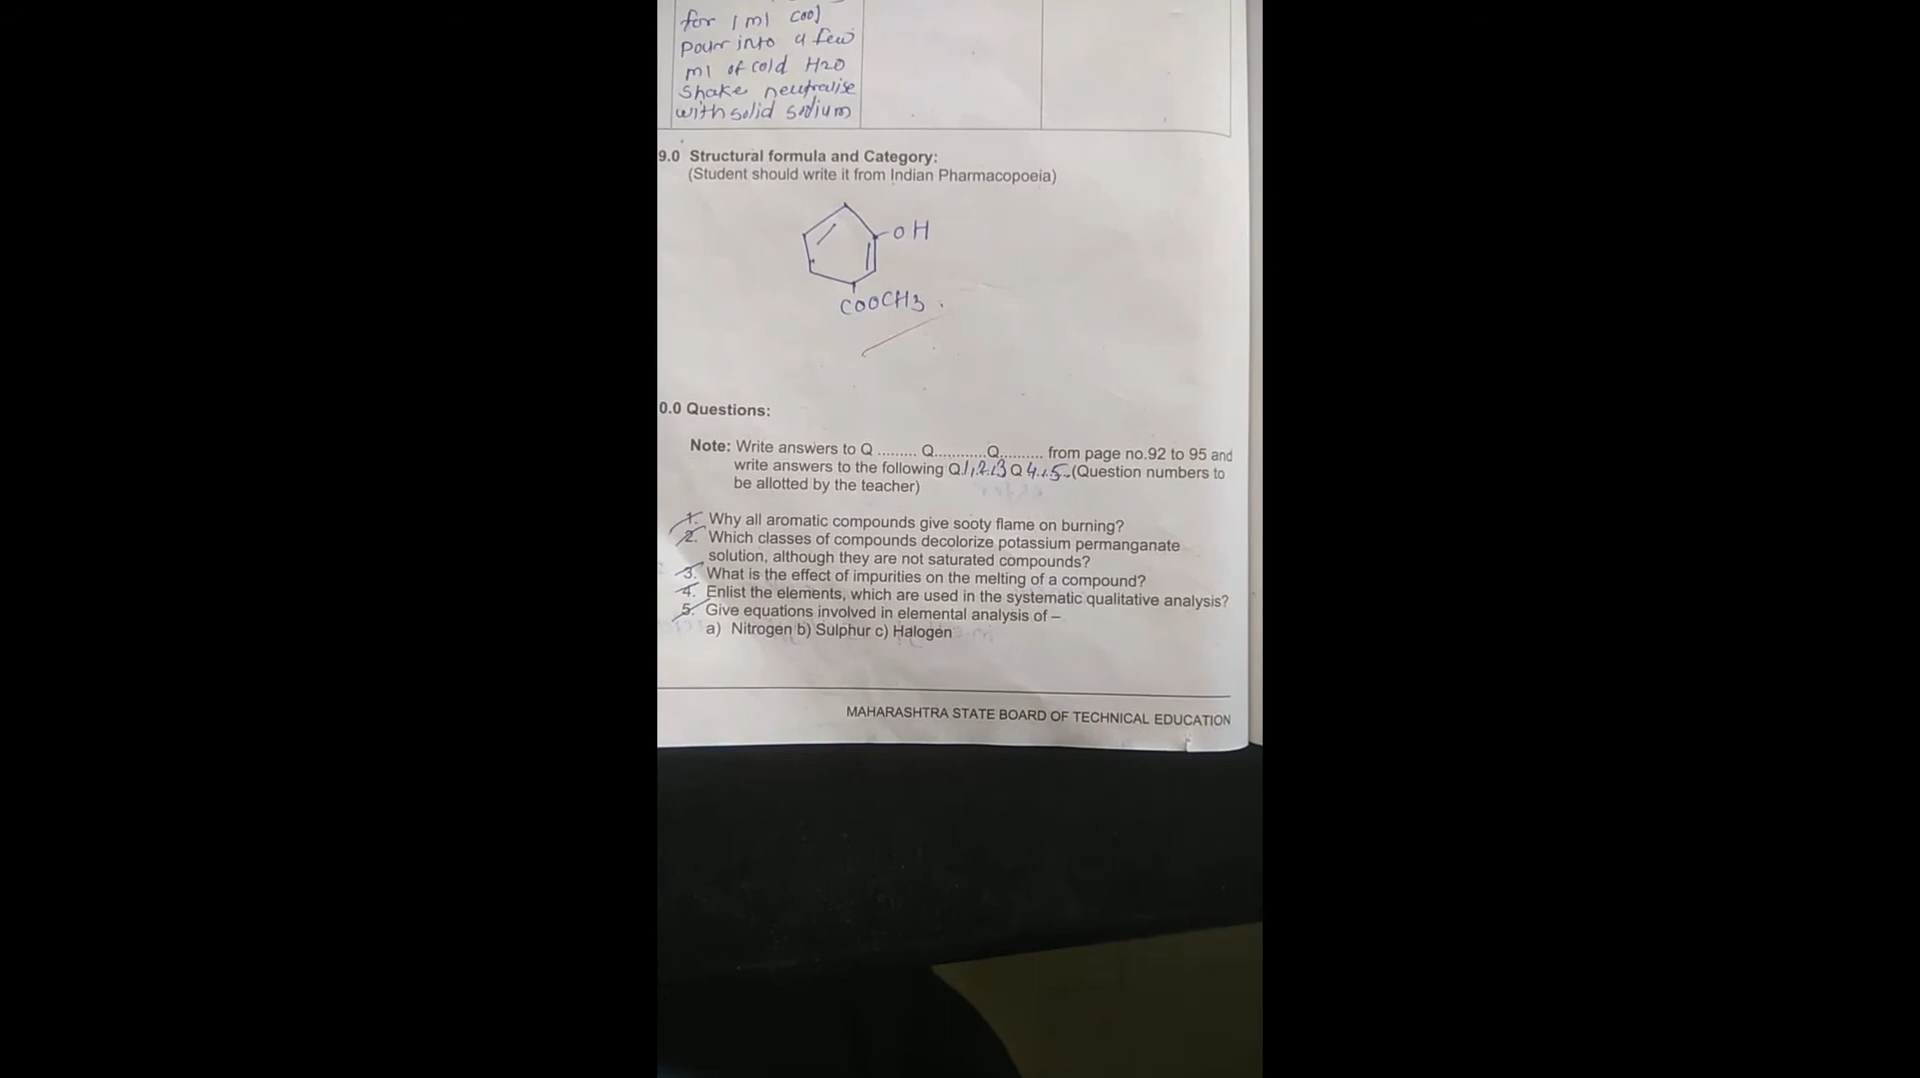 for 1 ml cool
pour into a few
ml of cold H2O
shake neutralise
with solid sodium
9.0 Structural formula and Category:
(Student should write it from Indian Pharmacopoeia)
OH
COOCH3
0.0 Questions:
Note: Write answers to Q ......... Q............Q.......... from page no.92 to 95 and
write answers to the following Q.1,2.,3 Q 4.,.5..(Question numbers to
be allotted by the teacher)
1. Why all aromatic compounds give sooty flame on burning?
2. Which classes of compounds decolorize potassium permanganate
solution, although they are not saturated compounds?
3. What is the effect of impurities on the melting of a compound?
4. Enlist the elements, which are used in the systematic qualitative analysis?
5. Give equations involved in elemental analysis of –
a) Nitrogen b) Sulphur c) Halogen
MAHARASHTRA STATE BOARD OF TECHNICAL EDUCATION